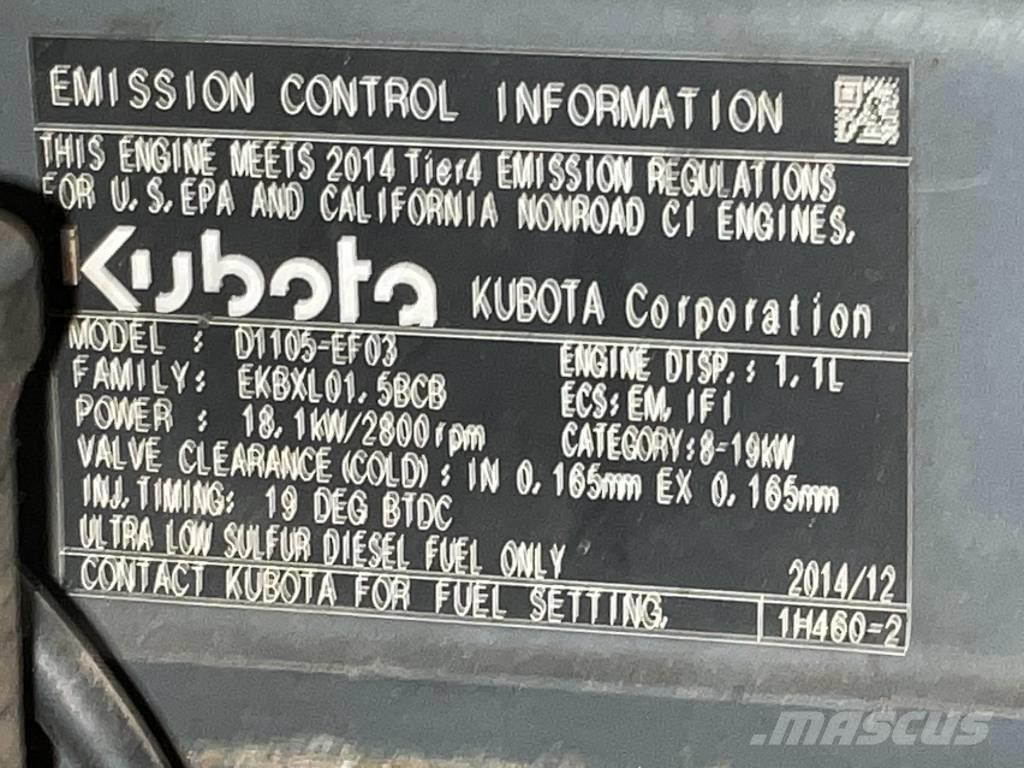 EMISSION CONTROL INFORMATION
THIS ENGINE MEETS 2014 Tier4 EMISSION REGULATIONS
FOR U.S.EPA AND CALIFORNIA NONROAD CI ENGINES.
Kubota KUBOTA Corporation
MODEL : D1105-EF03 ENGINE DISP.: 1.1L
FAMILY: EKBXL01.5BCB ECS: EM, IFI
POWER : 18.1kW/2800rpm CATEGORY:8-19kW
VALVE CLEARANCE (COLD) : IN 0.165mm EX 0.165mm
INJ.TIMING: 19 DEG BTDC
ULTRA LOW SULFUR DIESEL FUEL ONLY 2014/12
CONTACT KUBOTA FOR FUEL SETTING. 1H460-2
.MASCUS